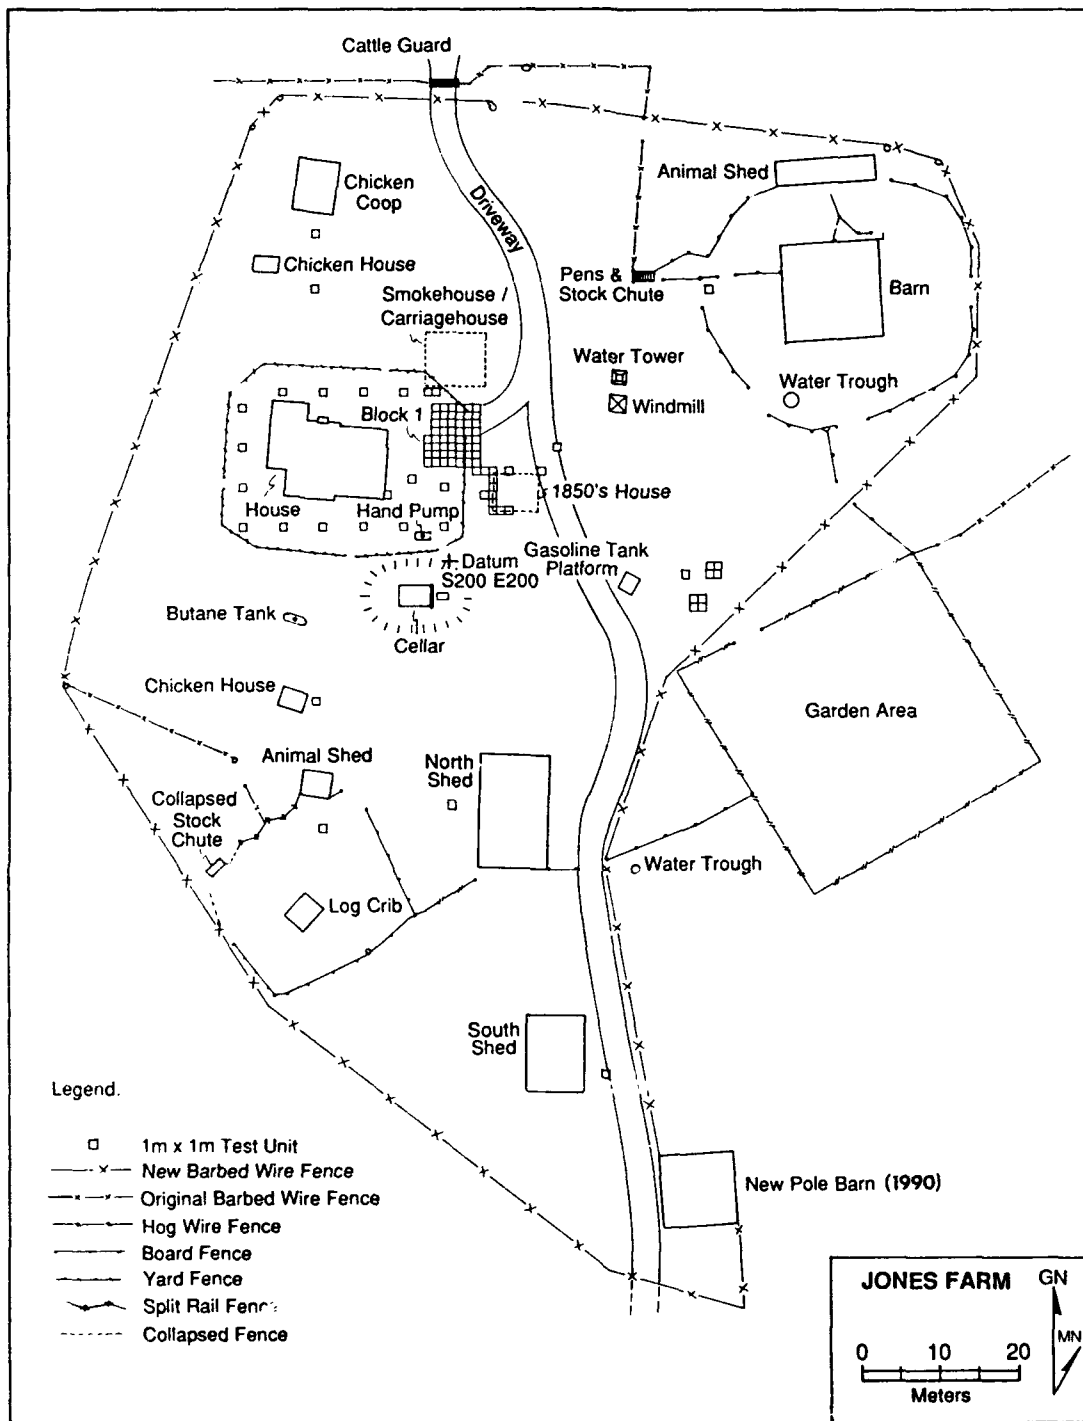 Cattle Guard
Chicken
Coop
Driveway
Animal Shed
Chicken House
Pens &
Stock Chute
Barn
Smokehouse /
Carriagehouse
Water Tower
Water Trough
Windmill
Block 1
1850's House
House
Hand Pump
Datum
S200 E200
Gasoline Tank
Platform
Butane Tank
Cellar
Chicken House
Garden Area
Animal Shed
North
Shed
Collapsed
Stock
Chute
Water Trough
Log Crib
South
Shed
Legend.
1m x 1m Test Unit
New Barbed Wire Fence
Original Barbed Wire Fence
Hog Wire Fence
Board Fence
Yard Fence
Split Rail Fence
Collapsed Fence
New Pole Barn (1990)
JONES FARM
GN
MN
0 10 20
Meters